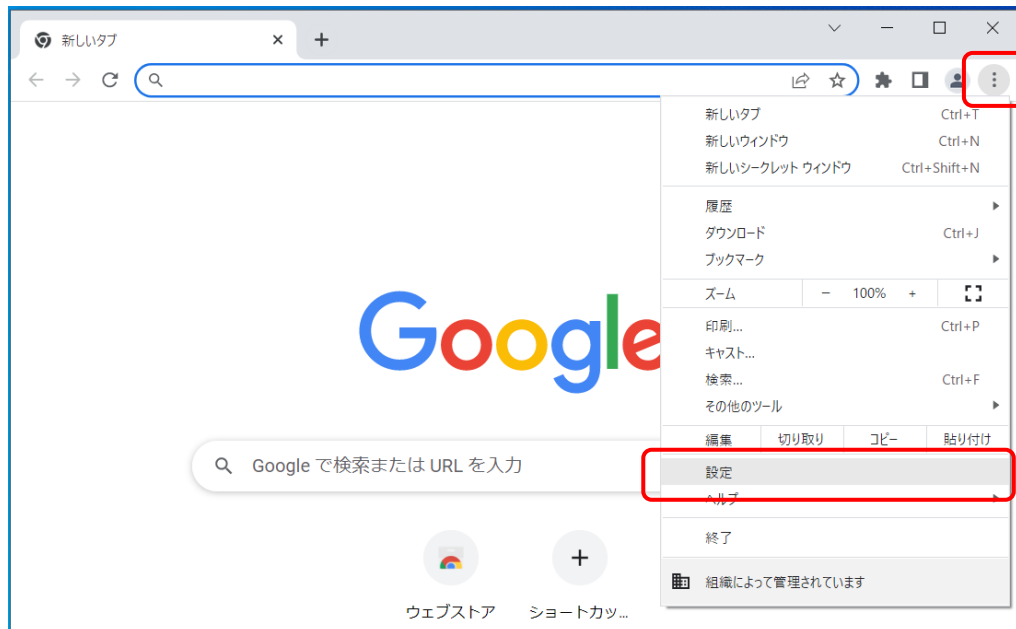 新しいタブ
新しいタブ Ctrl+T
新しいウィンドウ Ctrl+N
新しいシークレット ウィンドウ Ctrl+Shift+N
履歴
ダウンロード Ctrl+J
ブックマーク
ズーム − 100% +
印刷... Ctrl+P
キャスト...
検索... Ctrl+F
その他のツール
編集 切り取り コピー 貼り付け
設定
ヘルプ
終了
組織によって管理されています
Google
Google で検索または URL を入力
ウェブストア
ショートカッ...